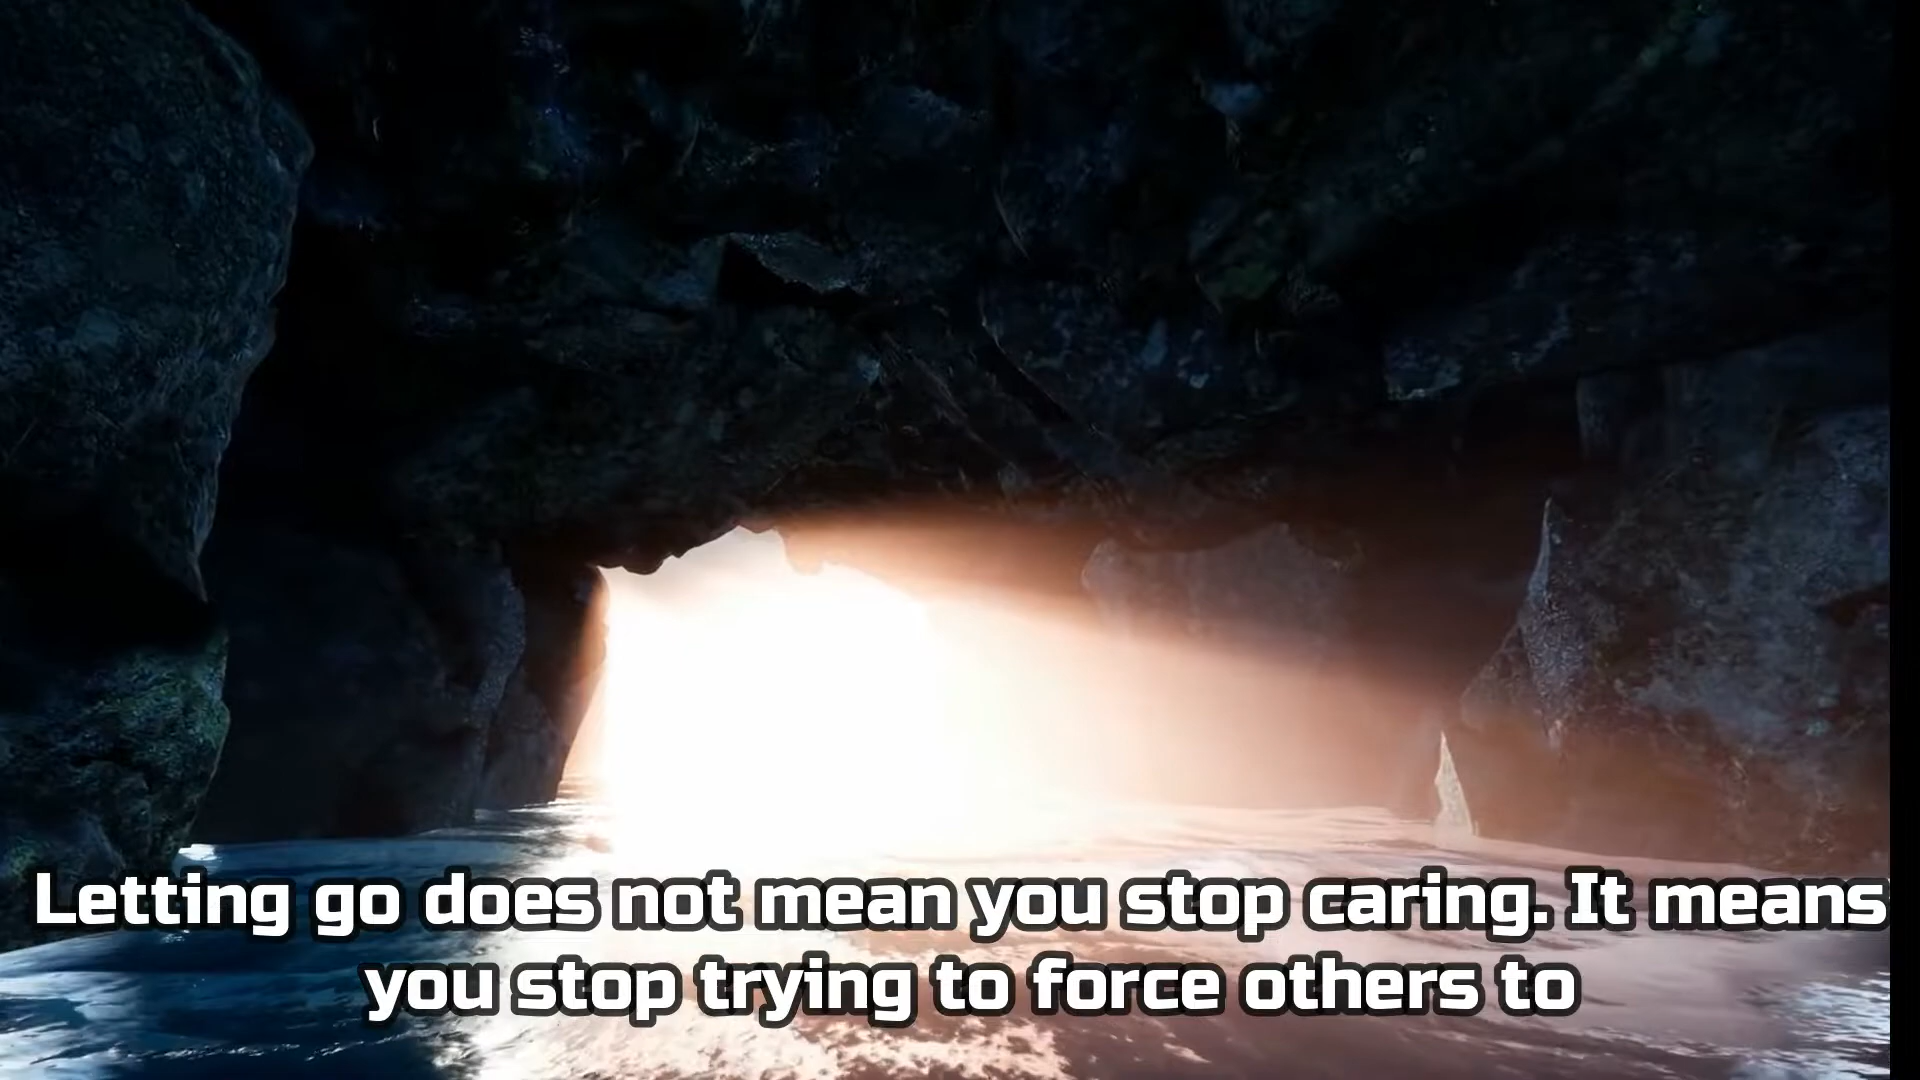 Letting go does not mean you stop caring. It means
you stop trying to force others to